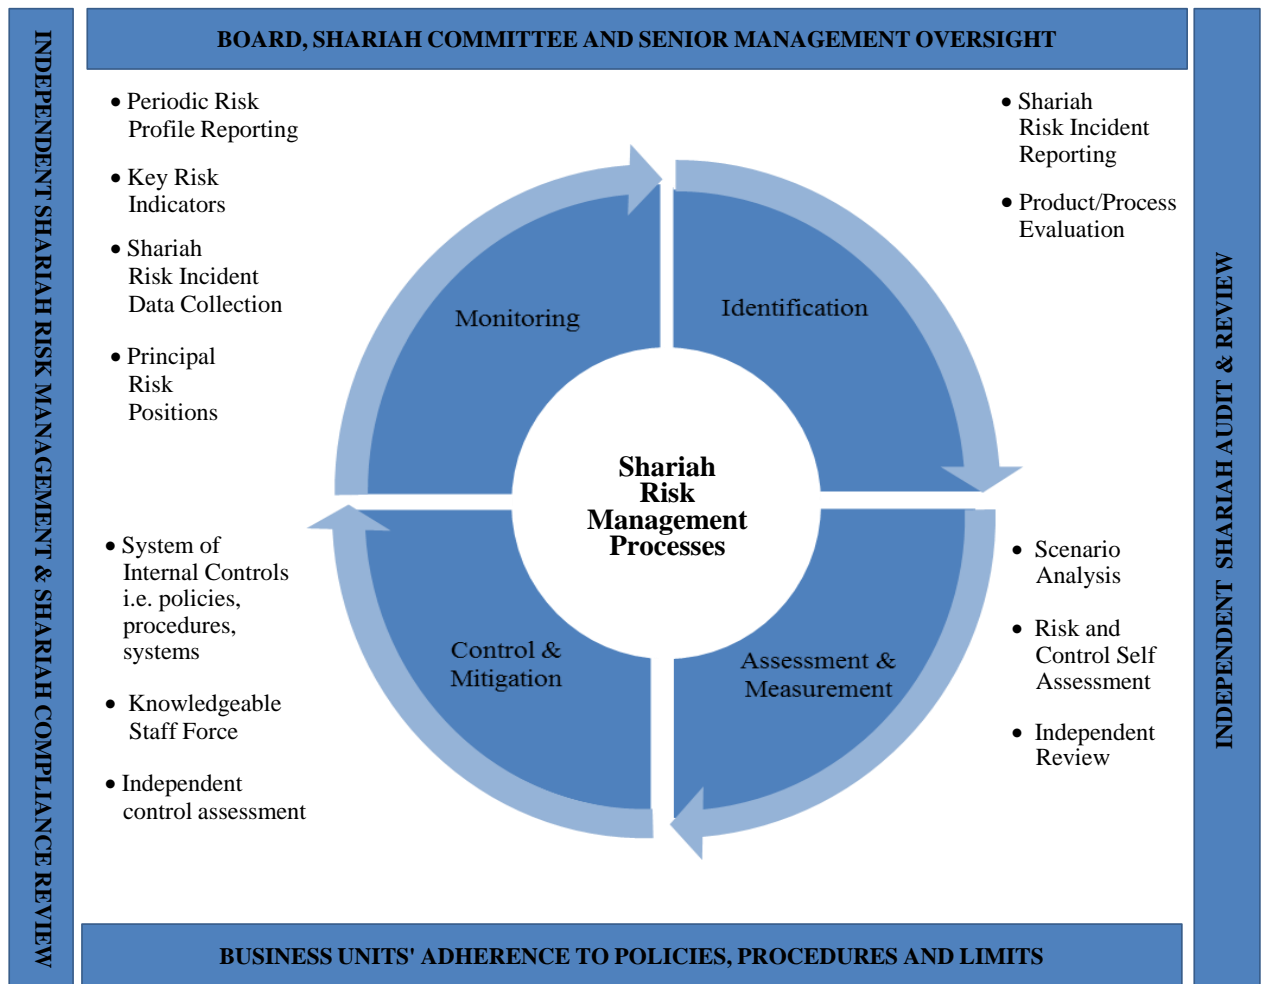 BOARD, SHARIAH COMMITTEE AND SENIOR MANAGEMENT OVERSIGHT
INDEPENDENT SHARIAH RISK MANAGEMENT & SHARIAH COMPLIANCE REVIEW
• Periodic Risk
Profile Reporting
• Key Risk
Indicators
• Shariah
Risk Incident
Data Collection
• Principal
Risk
Positions
Monitoring
Identification
• Shariah
Risk Incident
Reporting
• Product/Process
Evaluation
Shariah
Risk
Management
Processes
• System of
Internal Controls
i.e. policies,
procedures,
systems
• Knowledgeable
Staff Force
• Independent
control assessment
Control &
Mitigation
Assessment &
Measurement
• Scenario
Analysis
• Risk and
Control Self
Assessment
• Independent
Review
INDEPENDENT SHARIAH AUDIT & REVIEW
BUSINESS UNITS' ADHERENCE TO POLICIES, PROCEDURES AND LIMITS